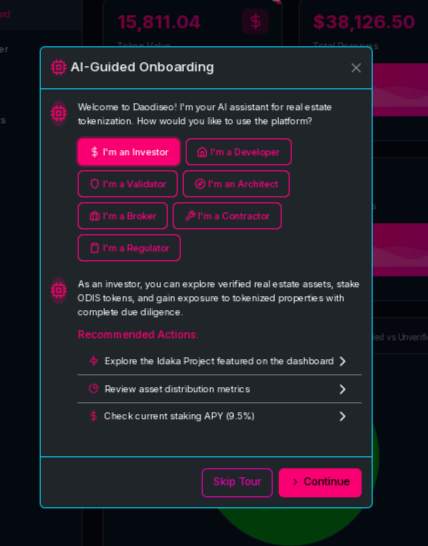 15,811.04
$38,126.50
Token Value
AI-Guided Onboarding
Welcome to Daodiseo! I'm your AI assistant for real estate
tokenization. How would you like to use the platform?
I'm an Investor
I'm a Developer
I'm a Validator
I'm an Architect
I'm a Broker
I'm a Contractor
I'm a Regulator
As an investor, you can explore verified real estate assets, stake
ODIS tokens, and gain exposure to tokenized properties with
complete due diligence.
Recommended Actions:
Explore the Idaka Project featured on the dashboard
Review asset distribution metrics
Check current staking APY (9.5%)
Skip Tour
Continue